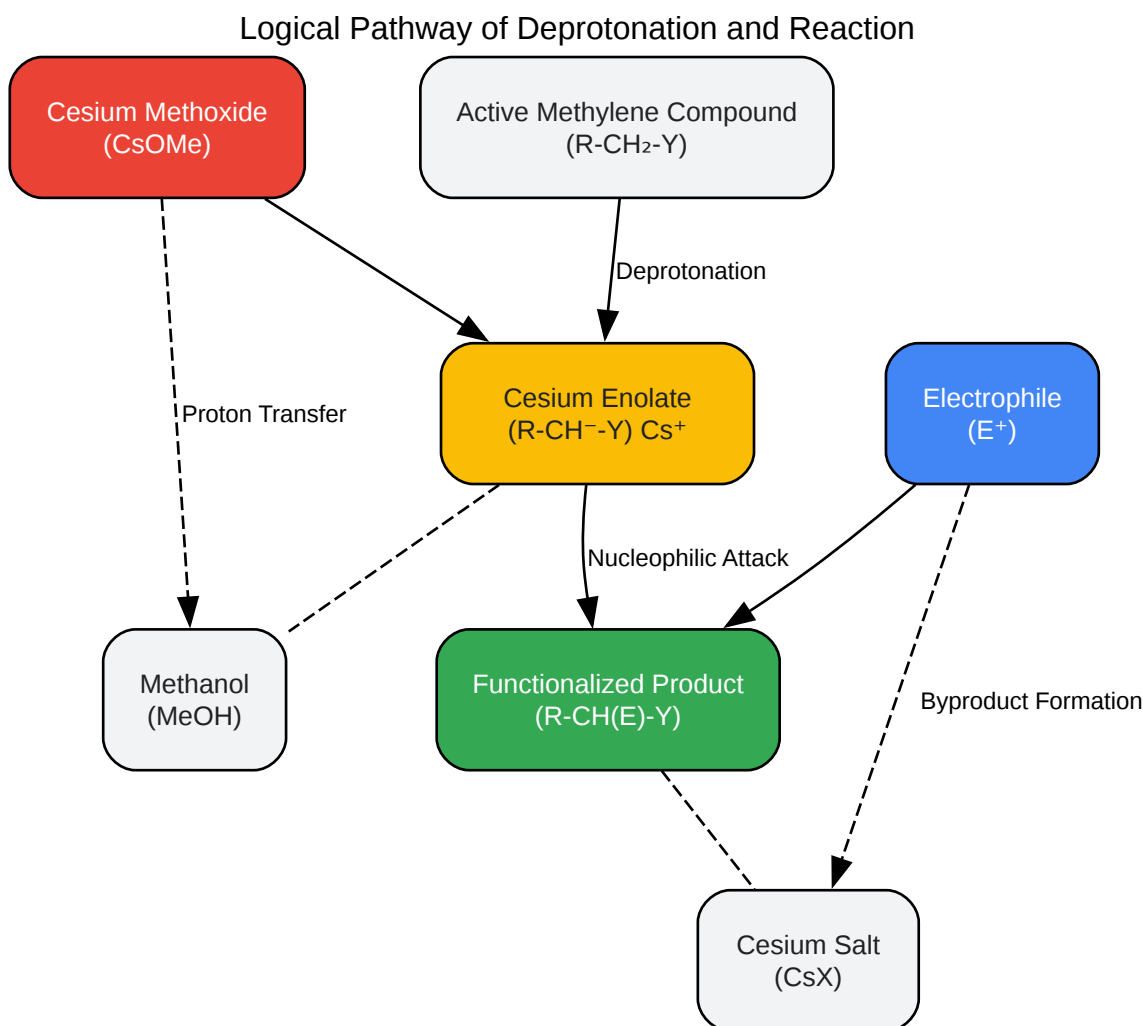 Logical Pathway of Deprotonation and Reaction
Cesium Methoxide
(CsOMe)
Active Methylene Compound
(R-CH₂-Y)
Deprotonation
Proton Transfer
Cesium Enolate
(R-CH⁻-Y) Cs⁺
Electrophile
(E⁺)
Nucleophilic Attack
Methanol
(MeOH)
Functionalized Product
(R-CH(E)-Y)
Byproduct Formation
Cesium Salt
(CsX)